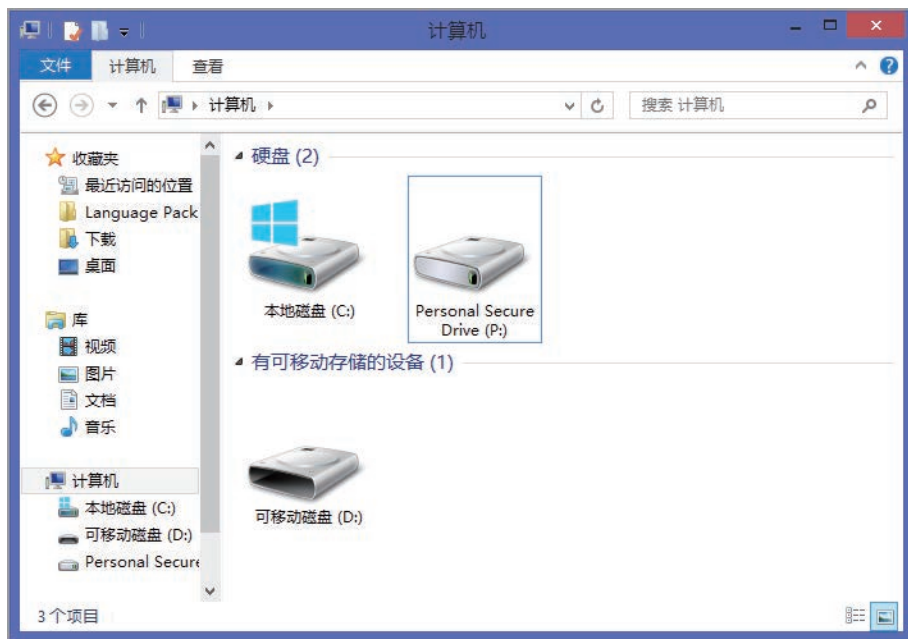 计算机
文件 计算机 查看
计算机
搜索 计算机
收藏夹
最近访问的位置
Language Pack
下载
桌面
库
视频
图片
文档
音乐
计算机
本地磁盘 (C:)
可移动磁盘 (D:)
Personal Secure
硬盘 (2)
本地磁盘 (C:)
Personal Secure
Drive (P:)
有可移动存储的设备 (1)
可移动磁盘 (D:)
3 个项目